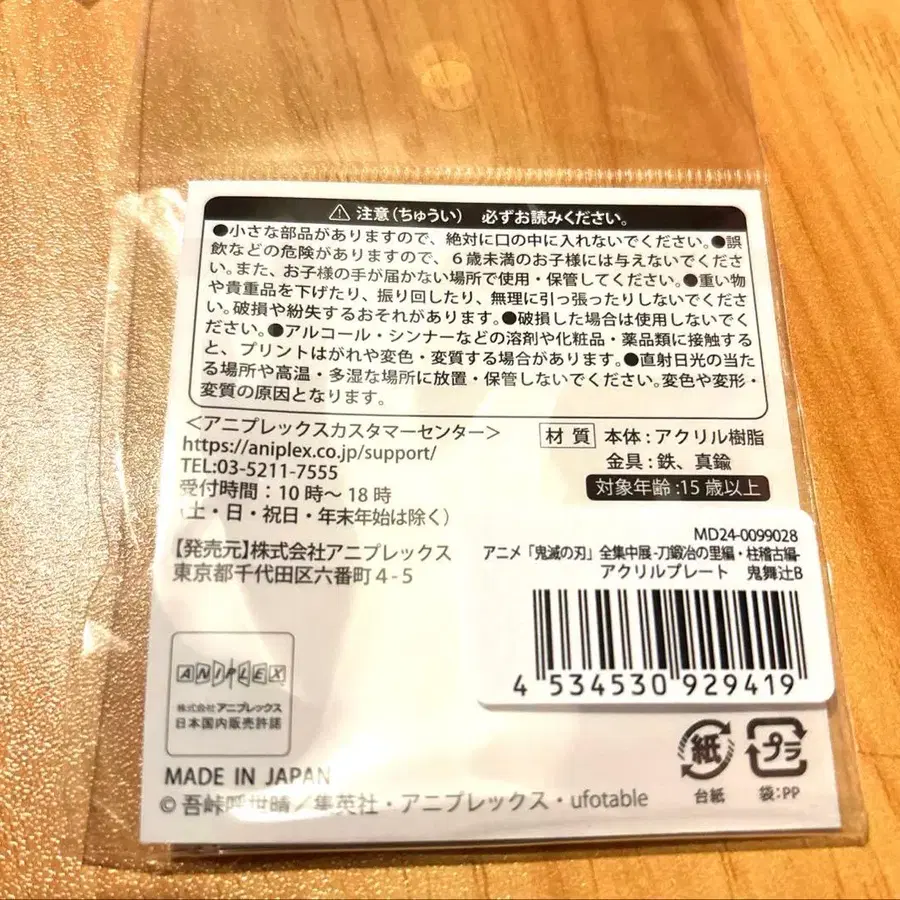 ⚠ 注意(ちゅうい) 必ずお読みください。
●小さな部品がありますので、絶対に口の中に入れないでください。●誤
飲などの危険がありますので、6歳未満のお子様には与えないでくださ
い。また、お子様の手が届かない場所で使用・保管してください。●重い物
や貴重品を下げたり、振り回したり、無理に引っ張ったりしないでくださ
い。破損や紛失するおそれがあります。●破損した場合は使用しないでく
ださい。●アルコール・シンナーなどの溶剤や化粧品・薬品類に接触する
と、プリントはがれや変色・変質する場合があります。●直射日光の当た
る場所や高温・多湿な場所に放置・保管しないでください。変色や変形・
変質の原因となります。
<アニプレックスカスタマーセンター>
https://aniplex.co.jp/support/
TEL:03-5211-7555
受付時間:10時〜18時
(土・日・祝日・年末年始は除く)
【発売元】株式会社アニプレックス
東京都千代田区六番町4-5
材質 本体:アクリル樹脂
金具:鉄、真鍮
対象年齢:15歳以上
MD24-0099028
アニメ「鬼滅の刃」全集中展-刀鍛冶の里編・柱稽古編-
アクリルプレート 鬼舞辻B
4 534530 929419
ANIPLEX
株式会社アニプレックス
日本国内販売許諾
紙
台紙
プラ
袋:PP
MADE IN JAPAN
© 吾峠呼世晴/集英社・アニプレックス・ufotable